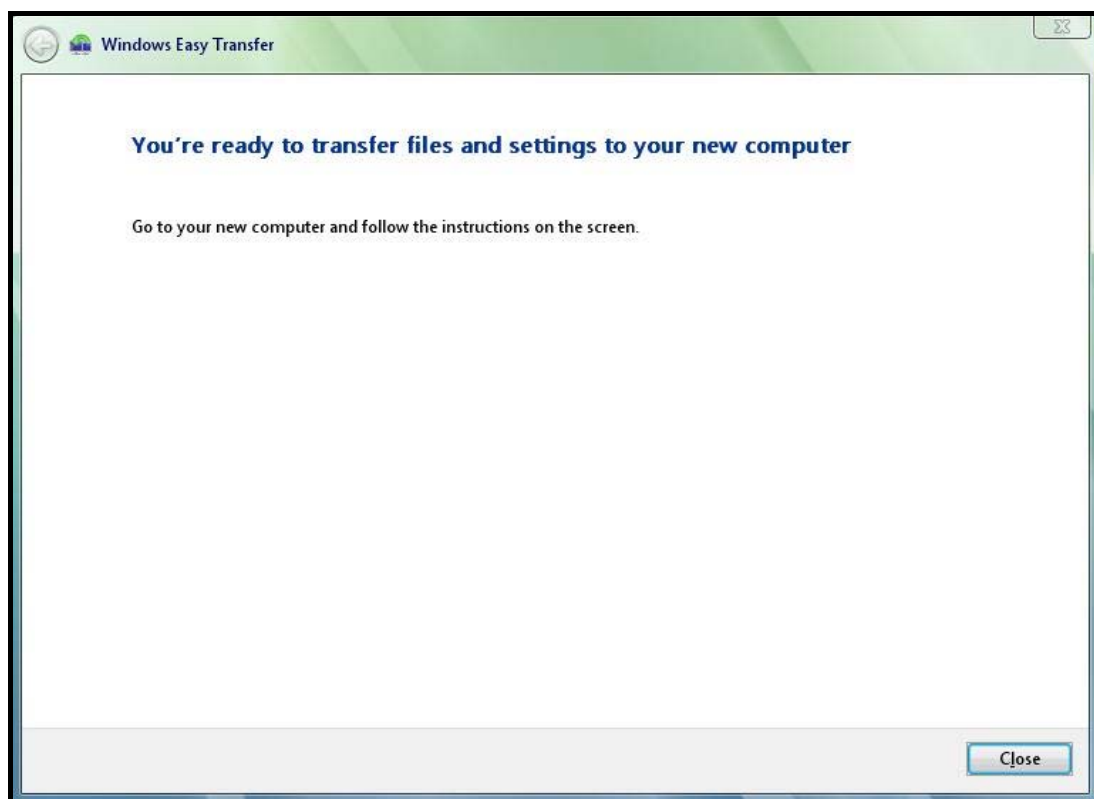 Windows Easy Transfer
You're ready to transfer files and settings to your new computer
Go to your new computer and follow the instructions on the screen.
Close